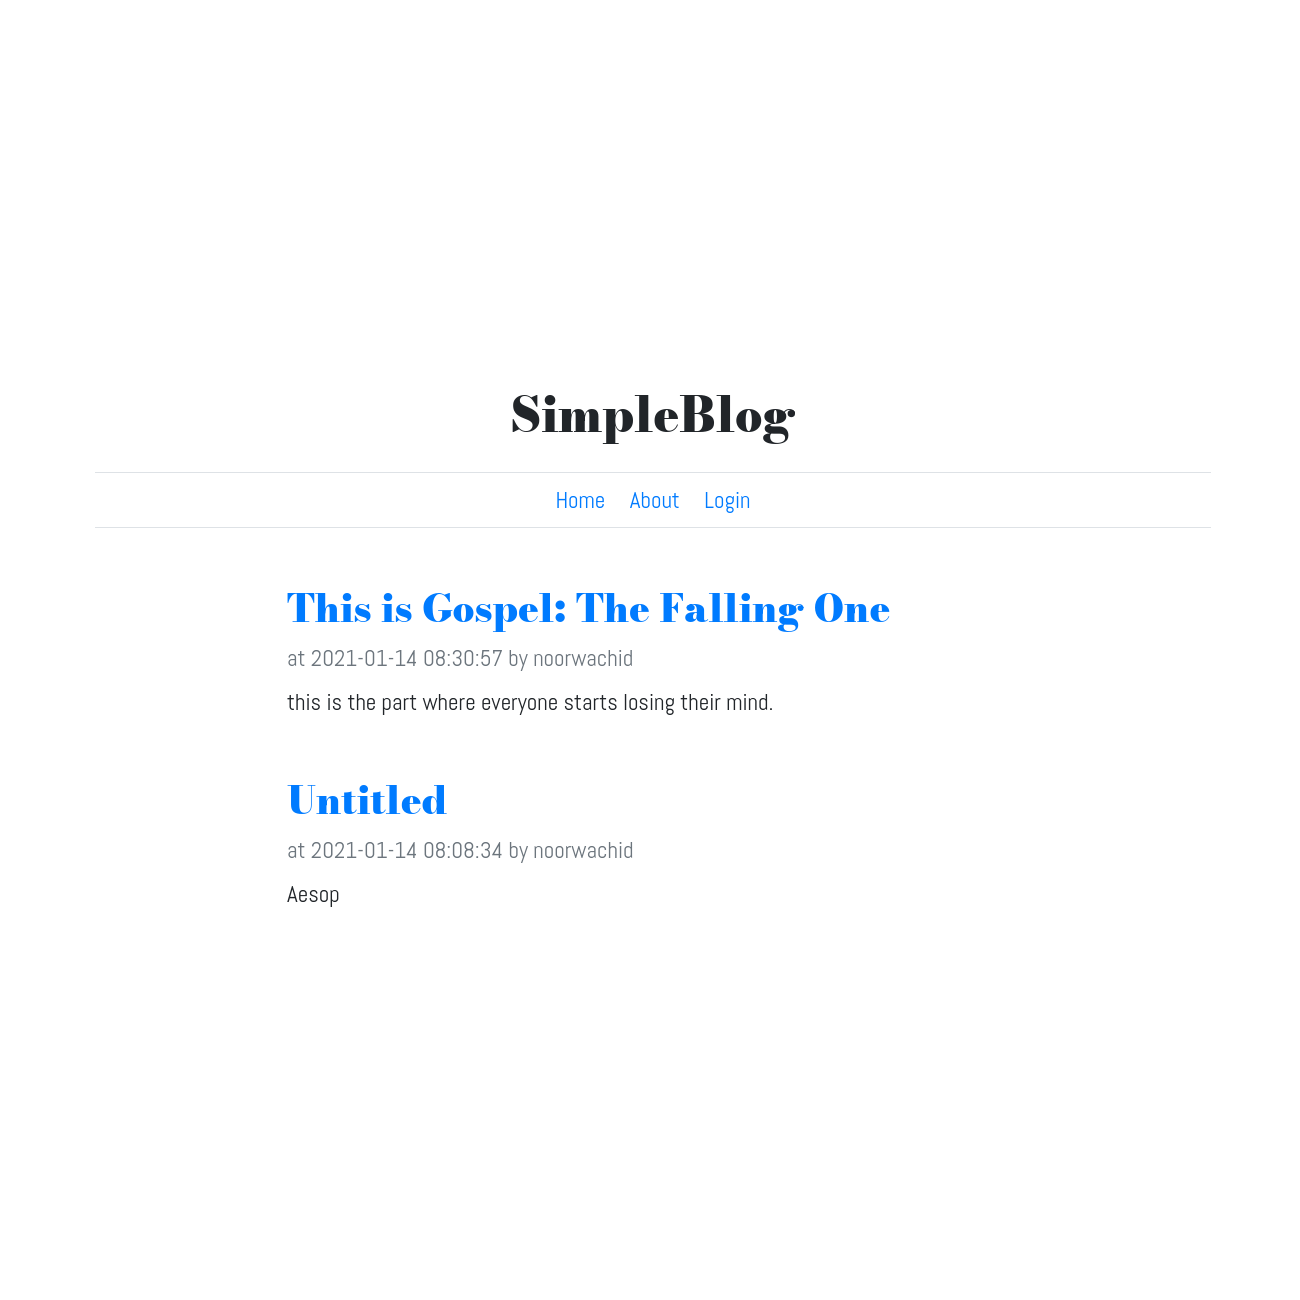 SimpleBlog
Home About Login
This is Gospel: The Falling One
at 2021-01-14 08:30:57 by noorwachid
this is the part where everyone starts losing their mind.
Untitled
at 2021-01-14 08:08:34 by noorwachid
Aesop